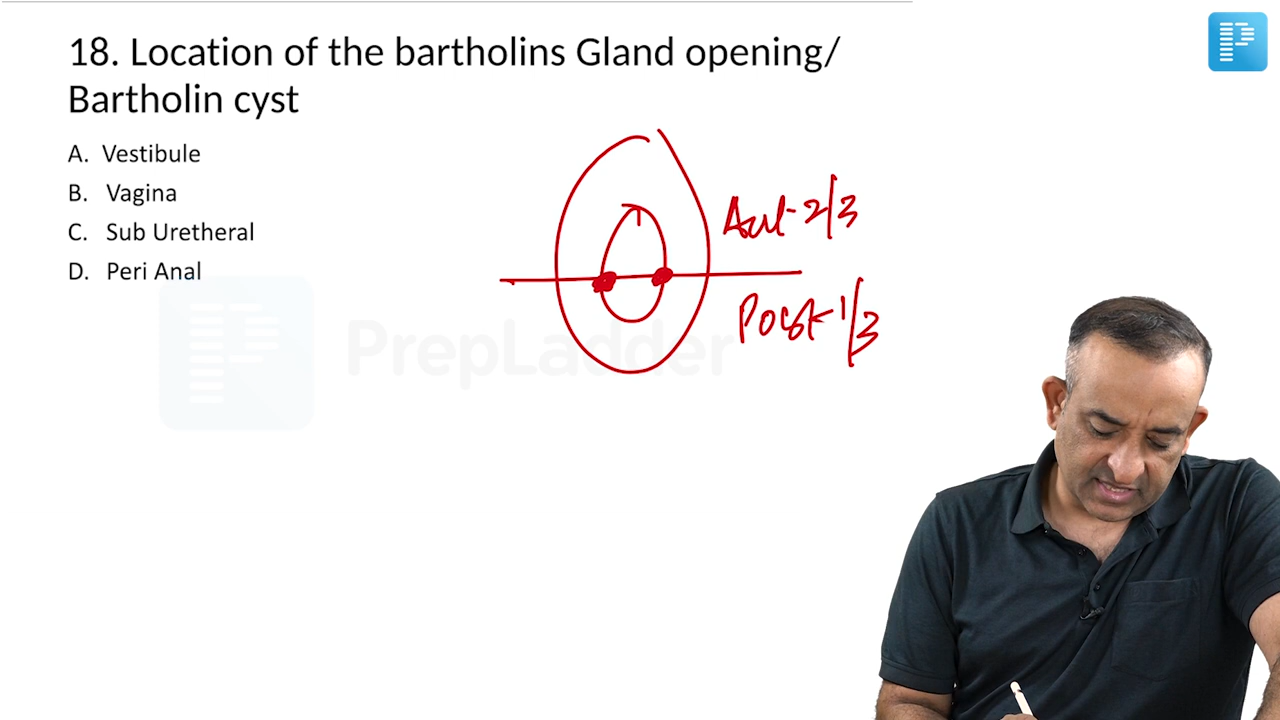 18. Location of the bartholins Gland opening/
Bartholin cyst
A. Vestibule
B. Vagina
C. Sub Uretheral
D. Peri Anal
Ant- 2/3
Post- 1/3
PrepLadder